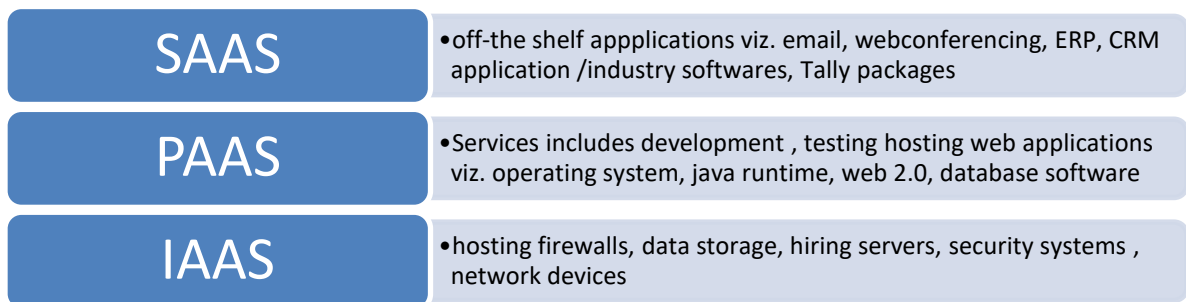 SAAS
•off-the shelf appplications viz. email, webconferencing, ERP, CRM
application /industry softwares, Tally packages
PAAS
•Services includes development , testing hosting web applications
viz. operating system, java runtime, web 2.0, database software
IAAS
•hosting firewalls, data storage, hiring servers, security systems ,
network devices